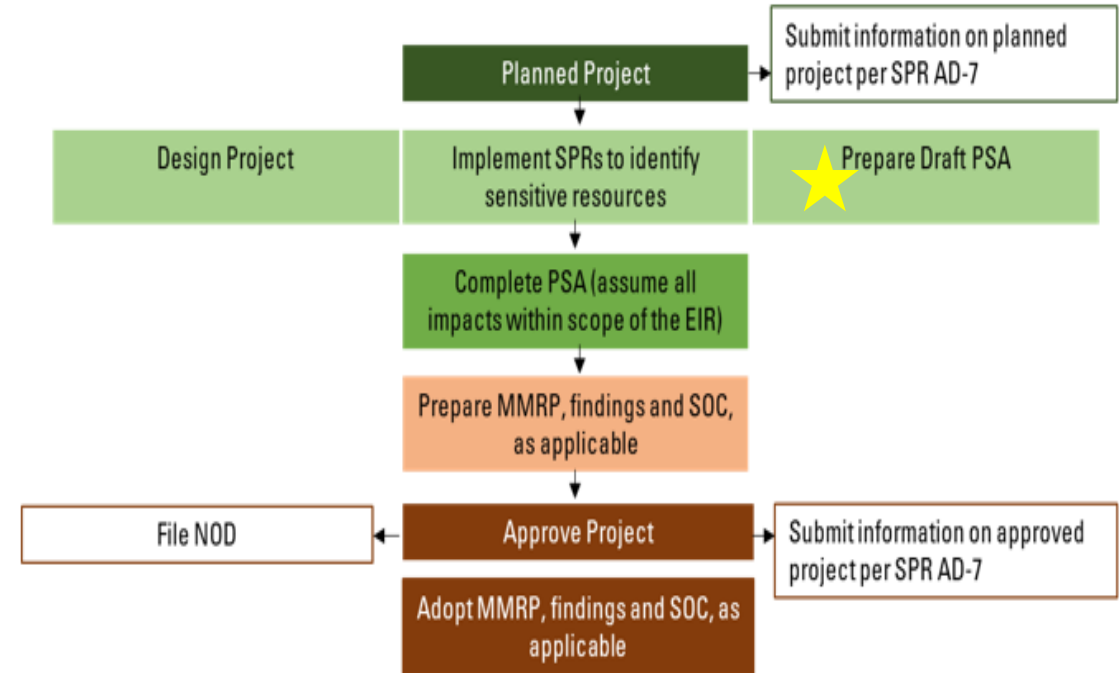 Planned Project
Submit information on planned
project per SPR AD-7
Design Project
Implement SPRs to identify
sensitive resources
Prepare Draft PSA
Complete PSA (assume all
impacts within scope of the EIR)
Prepare MMRP, findings and SOC,
as applicable
File NOD
Approve Project
Submit information on approved
project per SPR AD-7
Adopt MMRP, findings and SOC, as
applicable